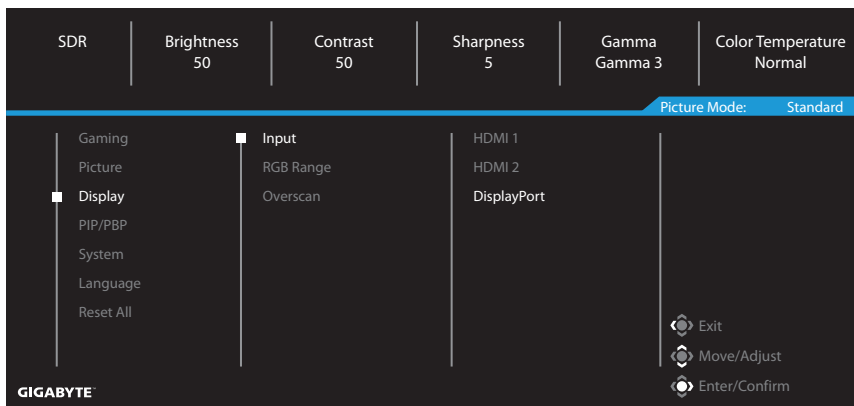 SDR Brightness Contrast Sharpness Gamma Color Temperature
50 50 5 Gamma 3 Normal
Picture Mode: Standard
Gaming Input HDMI 1
Picture RGB Range HDMI 2
Display Overscan DisplayPort
PIP/PBP
System
Language
Reset All
Exit
Move/Adjust
GIGABYTE™ Enter/Confirm